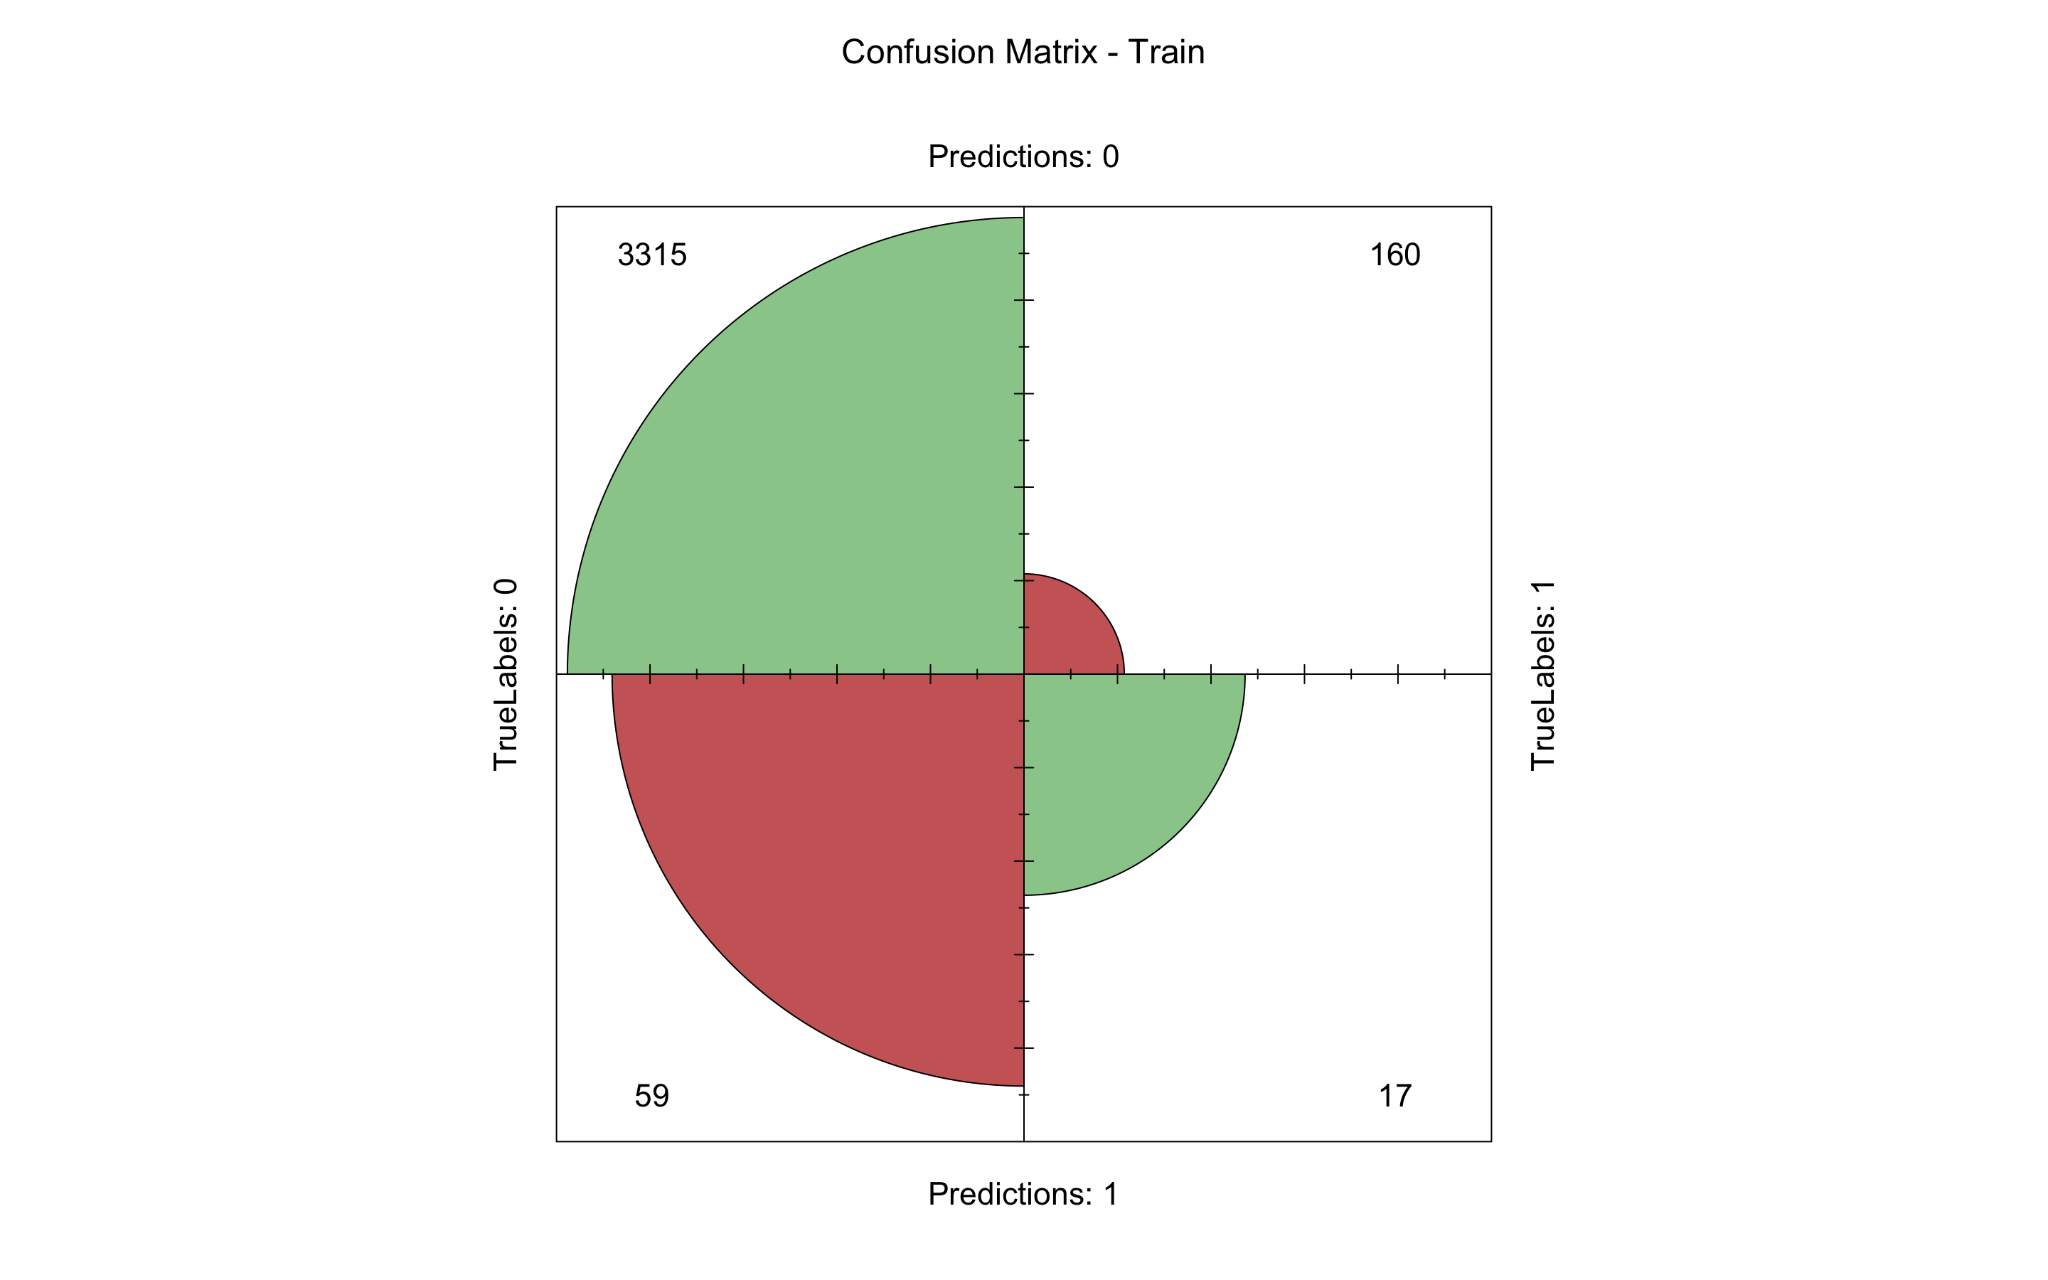 Confusion Matrix - Train
Predictions: 0
3315
160
TrueLabels: 0
TrueLabels: 1
59
17
Predictions: 1